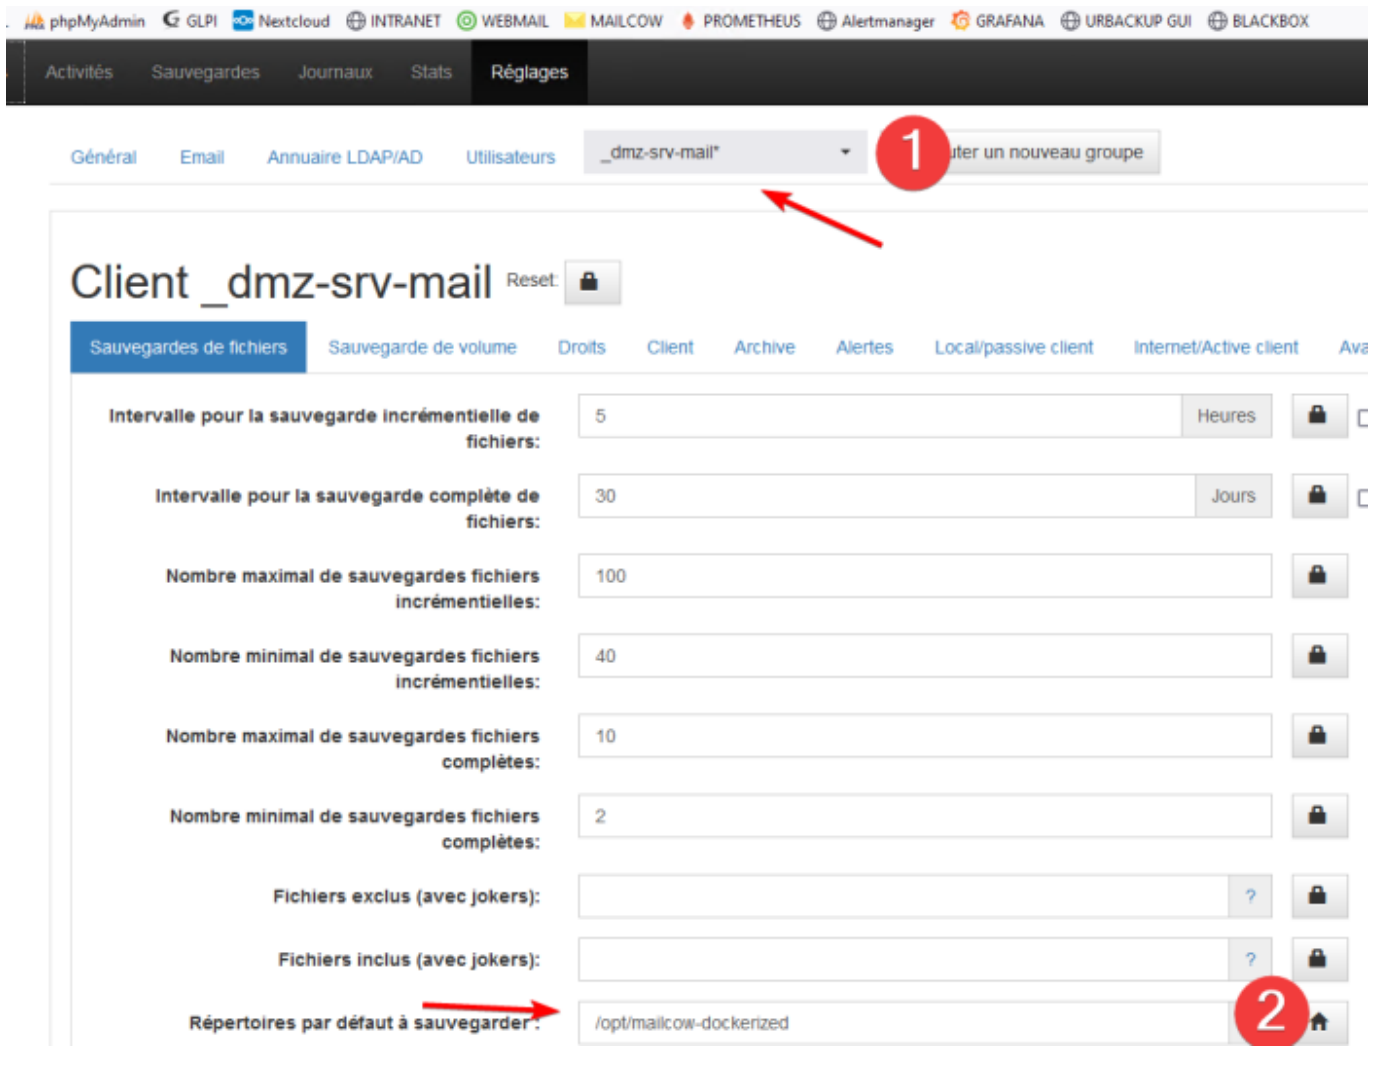 phpMyAdmin GLPI Nextcloud INTRANET WEBMAIL MAILCOW PROMETHEUS Alertmanager GRAFANA URBACKUP GUI BLACKBOX
Activités Sauvegardes Journaux Stats Réglages
Général Email Annuaire LDAP/AD Utilisateurs _dmz-srv-mail* 1 uter un nouveau groupe
Client _dmz-srv-mail Reset:
Sauvegardes de fichiers Sauvegarde de volume Droits Client Archive Alertes Local/passive client Internet/Active client Ava
Intervalle pour la sauvegarde incrémentielle de
fichiers:
5 Heures
Intervalle pour la sauvegarde complète de
fichiers:
30 Jours
Nombre maximal de sauvegardes fichiers
incrémentielles:
100
Nombre minimal de sauvegardes fichiers
incrémentielles:
40
Nombre maximal de sauvegardes fichiers
complètes:
10
Nombre minimal de sauvegardes fichiers
complètes:
2
Fichiers exclus (avec jokers): ?
Fichiers inclus (avec jokers): ?
Répertoires par défaut à sauvegarder : /opt/mailcow-dockerized 2